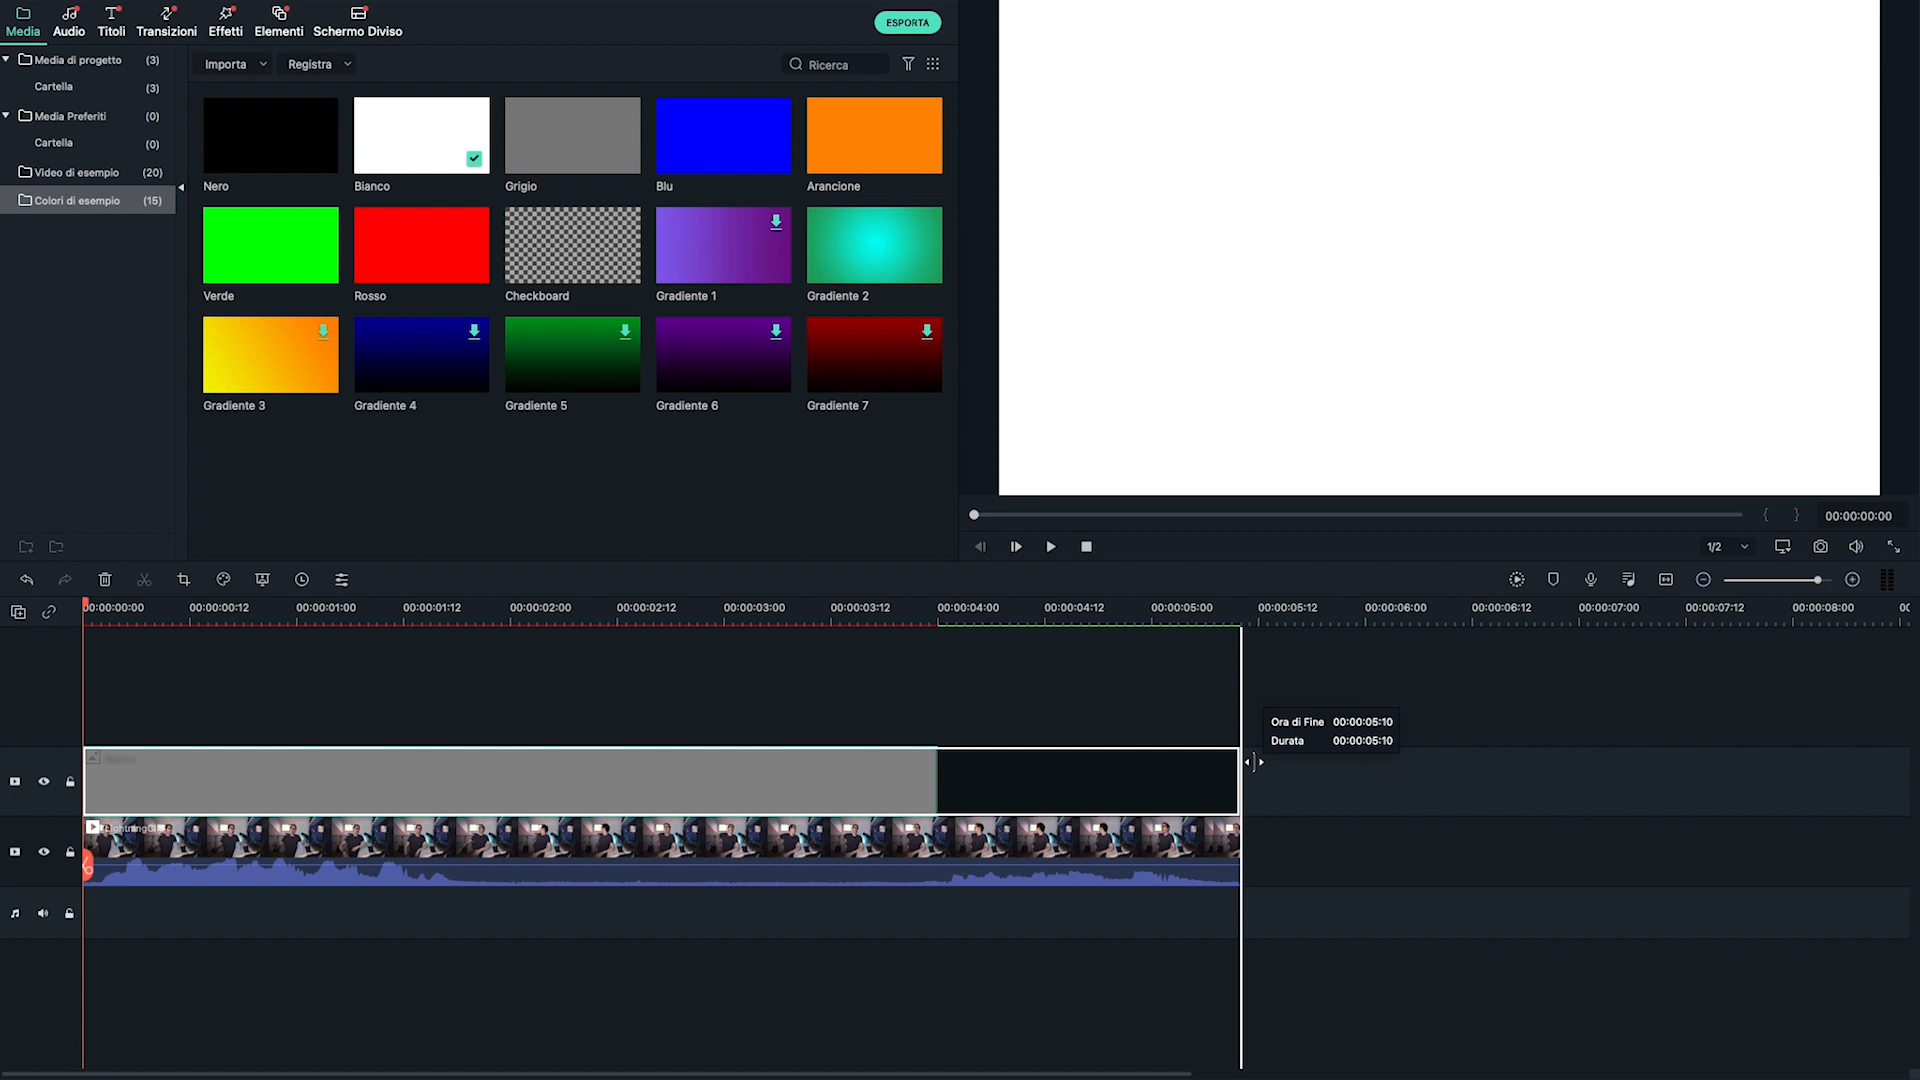 Media Audio Titoli Transizioni Effetti Elementi Schermo Diviso
ESPORTA
Media di progetto (3)
Cartella (3)
Media Preferiti (0)
Cartella (0)
Video di esempio (20)
Colori di esempio (15)
Importa Registra Ricerca
Nero Bianco Grigio Blu Arancione
Verde Rosso Checkboard Gradiente 1 Gradiente 2
Gradiente 3 Gradiente 4 Gradiente 5 Gradiente 6 Gradiente 7
{ } 00:00:00:00
1/2
00:00:00:00 00:00:00:12 00:00:01:00 00:00:01:12 00:00:02:00 00:00:02:12 00:00:03:00 00:00:03:12 00:00:04:00 00:00:04:12 00:00:05:00 00:00:05:12 00:00:06:00 00:00:06:12 00:00:07:00 00:00:07:12 00:00:08:00
Ora di Fine 00:00:05:10
Durata 00:00:05:10